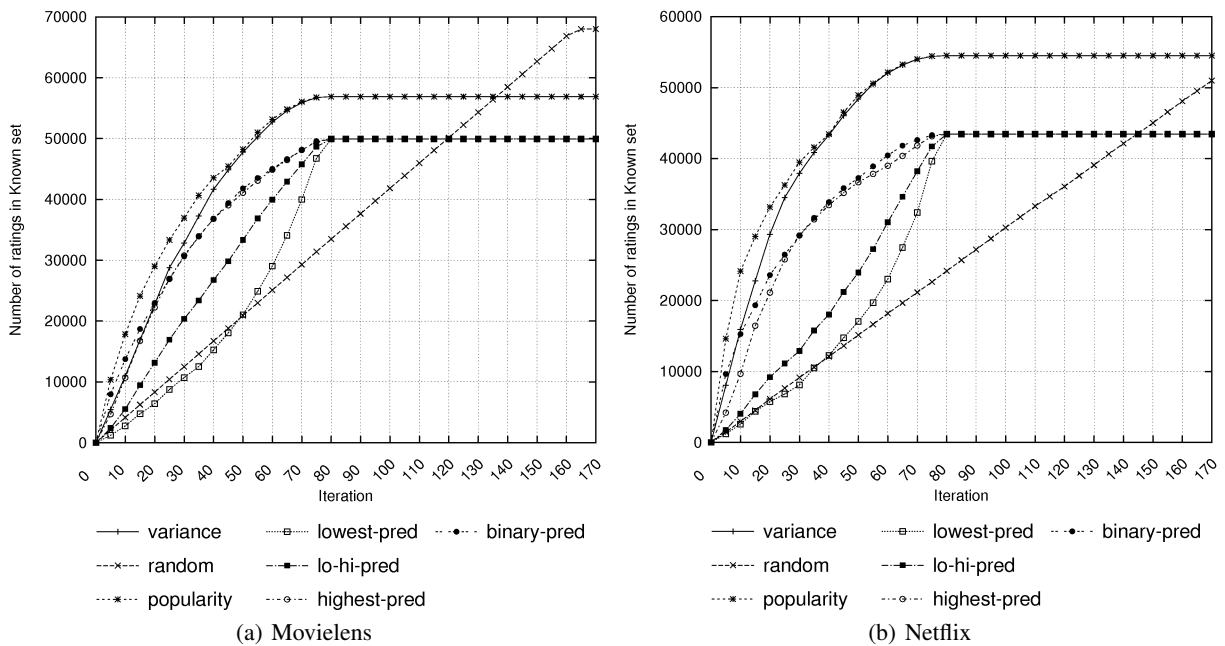 70000
60000
50000
40000
30000
20000
10000
0
Number of ratings in Known set
0 10 20 30 40 50 60 70 80 90 100 110 120 130 140 150 160 170
Iteration
variance
lowest-pred
binary-pred
random
lo-hi-pred
popularity
highest-pred
(a) Movielens
60000
50000
40000
30000
20000
10000
0
Number of ratings in Known set
0 10 20 30 40 50 60 70 80 90 100 110 120 130 140 150 160 170
Iteration
variance
lowest-pred
binary-pred
random
lo-hi-pred
popularity
highest-pred
(b) Netflix